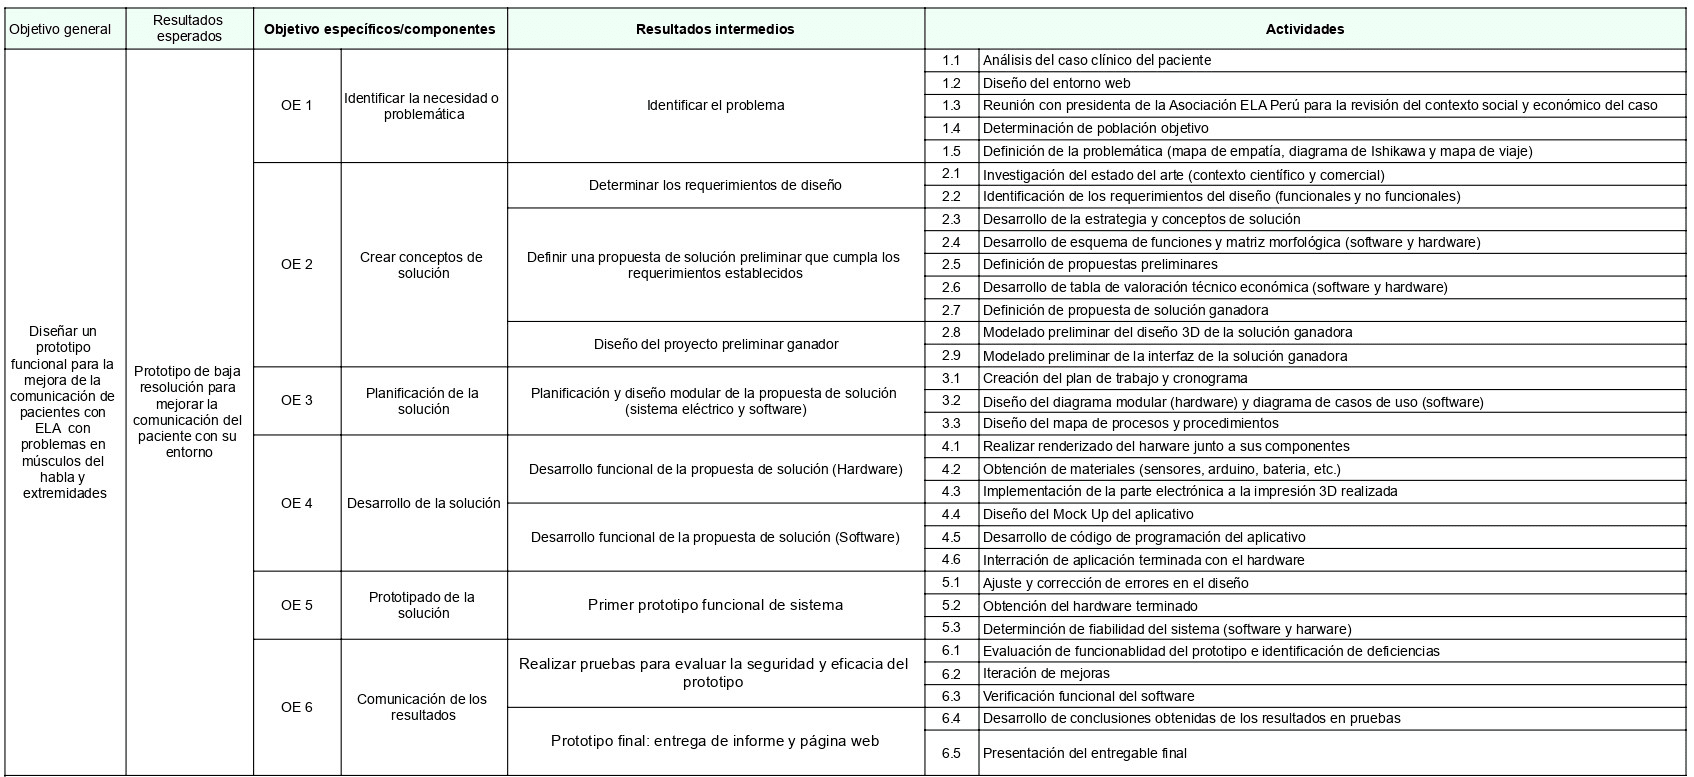 Objetivo general
Resultados
esperados
Objetivo específicos/componentes
Resultados intermedios
Actividades
Diseñar un
prototipo
funcional para la
mejora de la
comunicación de
pacientes con
ELA con
problemas en
músculos del
habla y
extremidades
Prototipo de baja
resolución para
mejorar la
comunicación del
paciente con su
entorno
OE 1
Identificar la necesidad o
problemática
Identificar el problema
1.1 Análisis del caso clínico del paciente
1.2 Diseño del entorno web
1.3 Reunión con presidenta de la Asociación ELA Perú para la revisión del contexto social y económico del caso
1.4 Determinación de población objetivo
1.5 Definición de la problemática (mapa de empatía, diagrama de Ishikawa y mapa de viaje)
OE 2
Crear conceptos de
solución
Determinar los requerimientos de diseño
2.1 Investigación del estado del arte (contexto científico y comercial)
2.2 Identificación de los requerimientos del diseño (funcionales y no funcionales)
Definir una propuesta de solución preliminar que cumpla los
requerimientos establecidos
2.3 Desarrollo de la estrategia y conceptos de solución
2.4 Desarrollo de esquema de funciones y matriz morfológica (software y hardware)
2.5 Definición de propuestas preliminares
2.6 Desarrollo de tabla de valoración técnico económica (software y hardware)
2.7 Definición de propuesta de solución ganadora
Diseño del proyecto preliminar ganador
2.8 Modelado preliminar del diseño 3D de la solución ganadora
2.9 Modelado preliminar de la interfaz de la solución ganadora
OE 3
Planificación de la
solución
Planificación y diseño modular de la propuesta de solución
(sistema eléctrico y software)
3.1 Creación del plan de trabajo y cronograma
3.2 Diseño del diagrama modular (hardware) y diagrama de casos de uso (software)
3.3 Diseño del mapa de procesos y procedimientos
OE 4
Desarrollo de la solución
Desarrollo funcional de la propuesta de solución (Hardware)
4.1 Realizar renderizado del harware junto a sus componentes
4.2 Obtención de materiales (sensores, arduino, bateria, etc.)
4.3 Implementación de la parte electrónica a la impresión 3D realizada
Desarrollo funcional de la propuesta de solución (Software)
4.4 Diseño del Mock Up del aplicativo
4.5 Desarrollo de código de programación del aplicativo
4.6 Interración de aplicación terminada con el hardware
OE 5
Prototipado de la
solución
Primer prototipo funcional de sistema
5.1 Ajuste y corrección de errores en el diseño
5.2 Obtención del hardware terminado
5.3 Determinción de fiabilidad del sistema (software y harware)
OE 6
Comunicación de los
resultados
Realizar pruebas para evaluar la seguridad y eficacia del
prototipo
6.1 Evaluación de funcionablidad del prototipo e identificación de deficiencias
6.2 Iteración de mejoras
6.3 Verificación funcional del software
Prototipo final: entrega de informe y página web
6.4 Desarrollo de conclusiones obtenidas de los resultados en pruebas
6.5 Presentación del entregable final